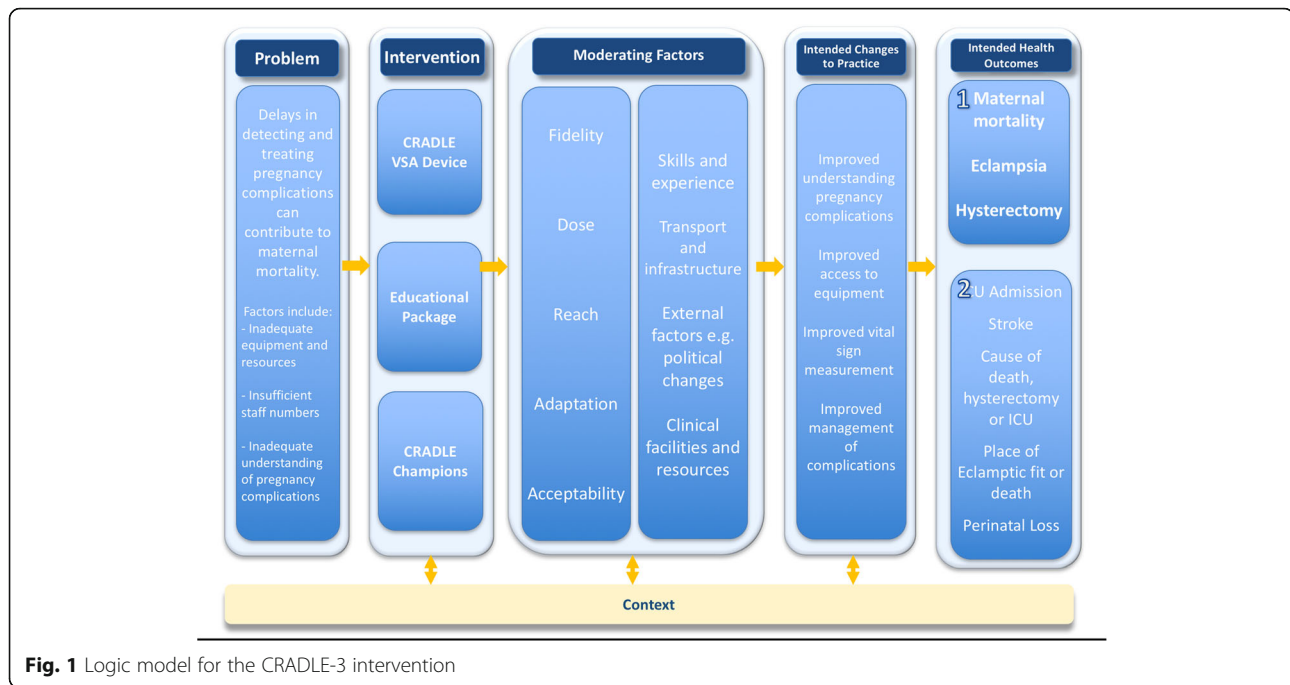 Problem
Delays in
detecting and
treating
pregnancy
complications
can
contribute to
maternal
mortality.
Factors include:
- Inadequate
equipment and
resources
- Insufficient
staff numbers
- Inadequate
understanding
of pregnancy
complications
Intervention
CRADLE
VSA Device
Educational
Package
CRADLE
Champions
Moderating Factors
Fidelity
Dose
Reach
Adaptation
Acceptability
Skills and
experience
Transport
and
infrastructure
External
factors e.g.
political
changes
Clinical
facilities and
resources
Intended Changes
to Practice
Improved
understanding
pregnancy
complications
Improved
access to
equipment
Improved vital
sign
measurement
Improved
management
of
complications
Intended Health
Outcomes
1 Maternal
mortality
Eclampsia
Hysterectomy
2 CU Admission
Stroke
Cause of
death,
hysterectomy
or ICU
Place of
Eclamptic fit or
death
Perinatal Loss
Context
Fig. 1 Logic model for the CRADLE-3 intervention